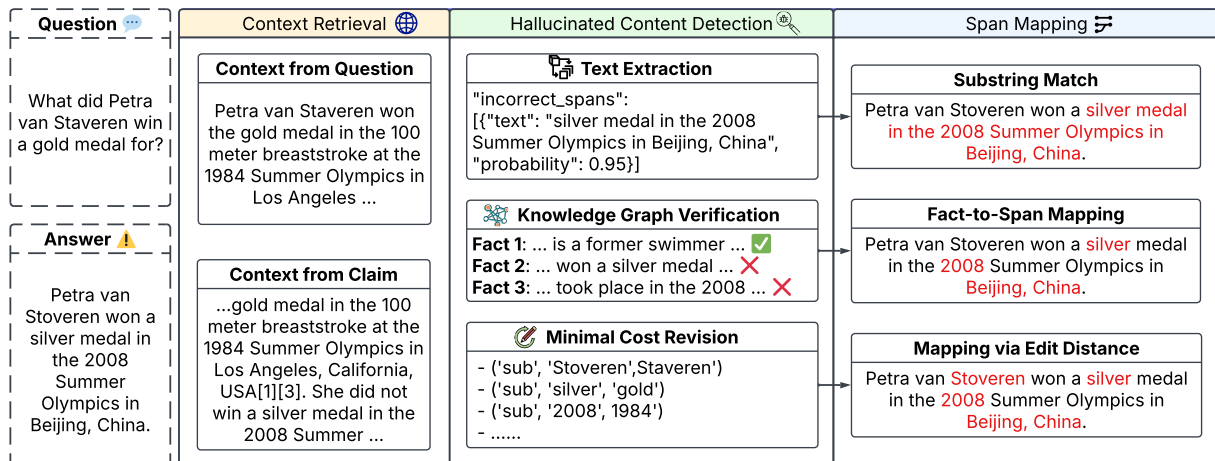 Question
What did Petra
van Staveren win
a gold medal for?
Answer
Petra van
Stoveren won a
silver medal in
the 2008
Summer
Olympics in
Beijing, China.
Context Retrieval
Context from Question
Petra van Staveren won
the gold medal in the 100
meter breaststroke at the
1984 Summer Olympics in
Los Angeles ...
Context from Claim
...gold medal in the 100
meter breaststroke at the
1984 Summer Olympics in
Los Angeles, California,
USA[1][3]. She did not
win a silver medal in the
2008 Summer ...
Hallucinated Content Detection
Text Extraction
"incorrect_spans":
[{"text": "silver medal in the 2008
Summer Olympics in Beijing, China",
"probability": 0.95}]
Knowledge Graph Verification
Fact 1: ... is a former swimmer ...
Fact 2: ... won a silver medal ...
Fact 3: ... took place in the 2008 ...
Minimal Cost Revision
- ('sub', 'Stoveren',Staveren')
- ('sub', 'silver', 'gold')
- ('sub', '2008', 1984')
- ......
Span Mapping
Substring Match
Petra van Stoveren won a silver medal
in the 2008 Summer Olympics in
Beijing, China.
Fact-to-Span Mapping
Petra van Stoveren won a silver medal
in the 2008 Summer Olympics in
Beijing, China.
Mapping via Edit Distance
Petra van Stoveren won a silver medal
in the 2008 Summer Olympics in
Beijing, China.